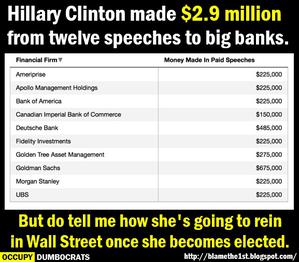 Hillary Clinton made $2.9 million
from twelve speeches to big banks.
Financial Firm Money Made In Paid Speeches
Ameriprise $225,000
Apollo Management Holdings $225,000
Bank of America $225,000
Canadian Imperial Bank of Commerce $150,000
Deutsche Bank $485,000
Fidelity Investments $225,000
Golden Tree Asset Management $275,000
Goldman Sachs $675,000
Morgan Stanley $225,000
UBS $225,000
But do tell me how she's going to rein
in Wall Street once she becomes elected.
OCCUPY DUMBOCRATS http://blamethe1st.blogspot.com/